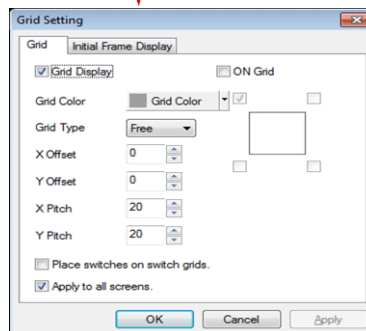 Grid Setting
Grid Initial Frame Display
Grid Display ON Grid
Grid Color Grid Color
Grid Type Free
X Offset 0
Y Offset 0
X Pitch 20
Y Pitch 20
Place switches on switch grids.
Apply to all screens.
OK Cancel Apply